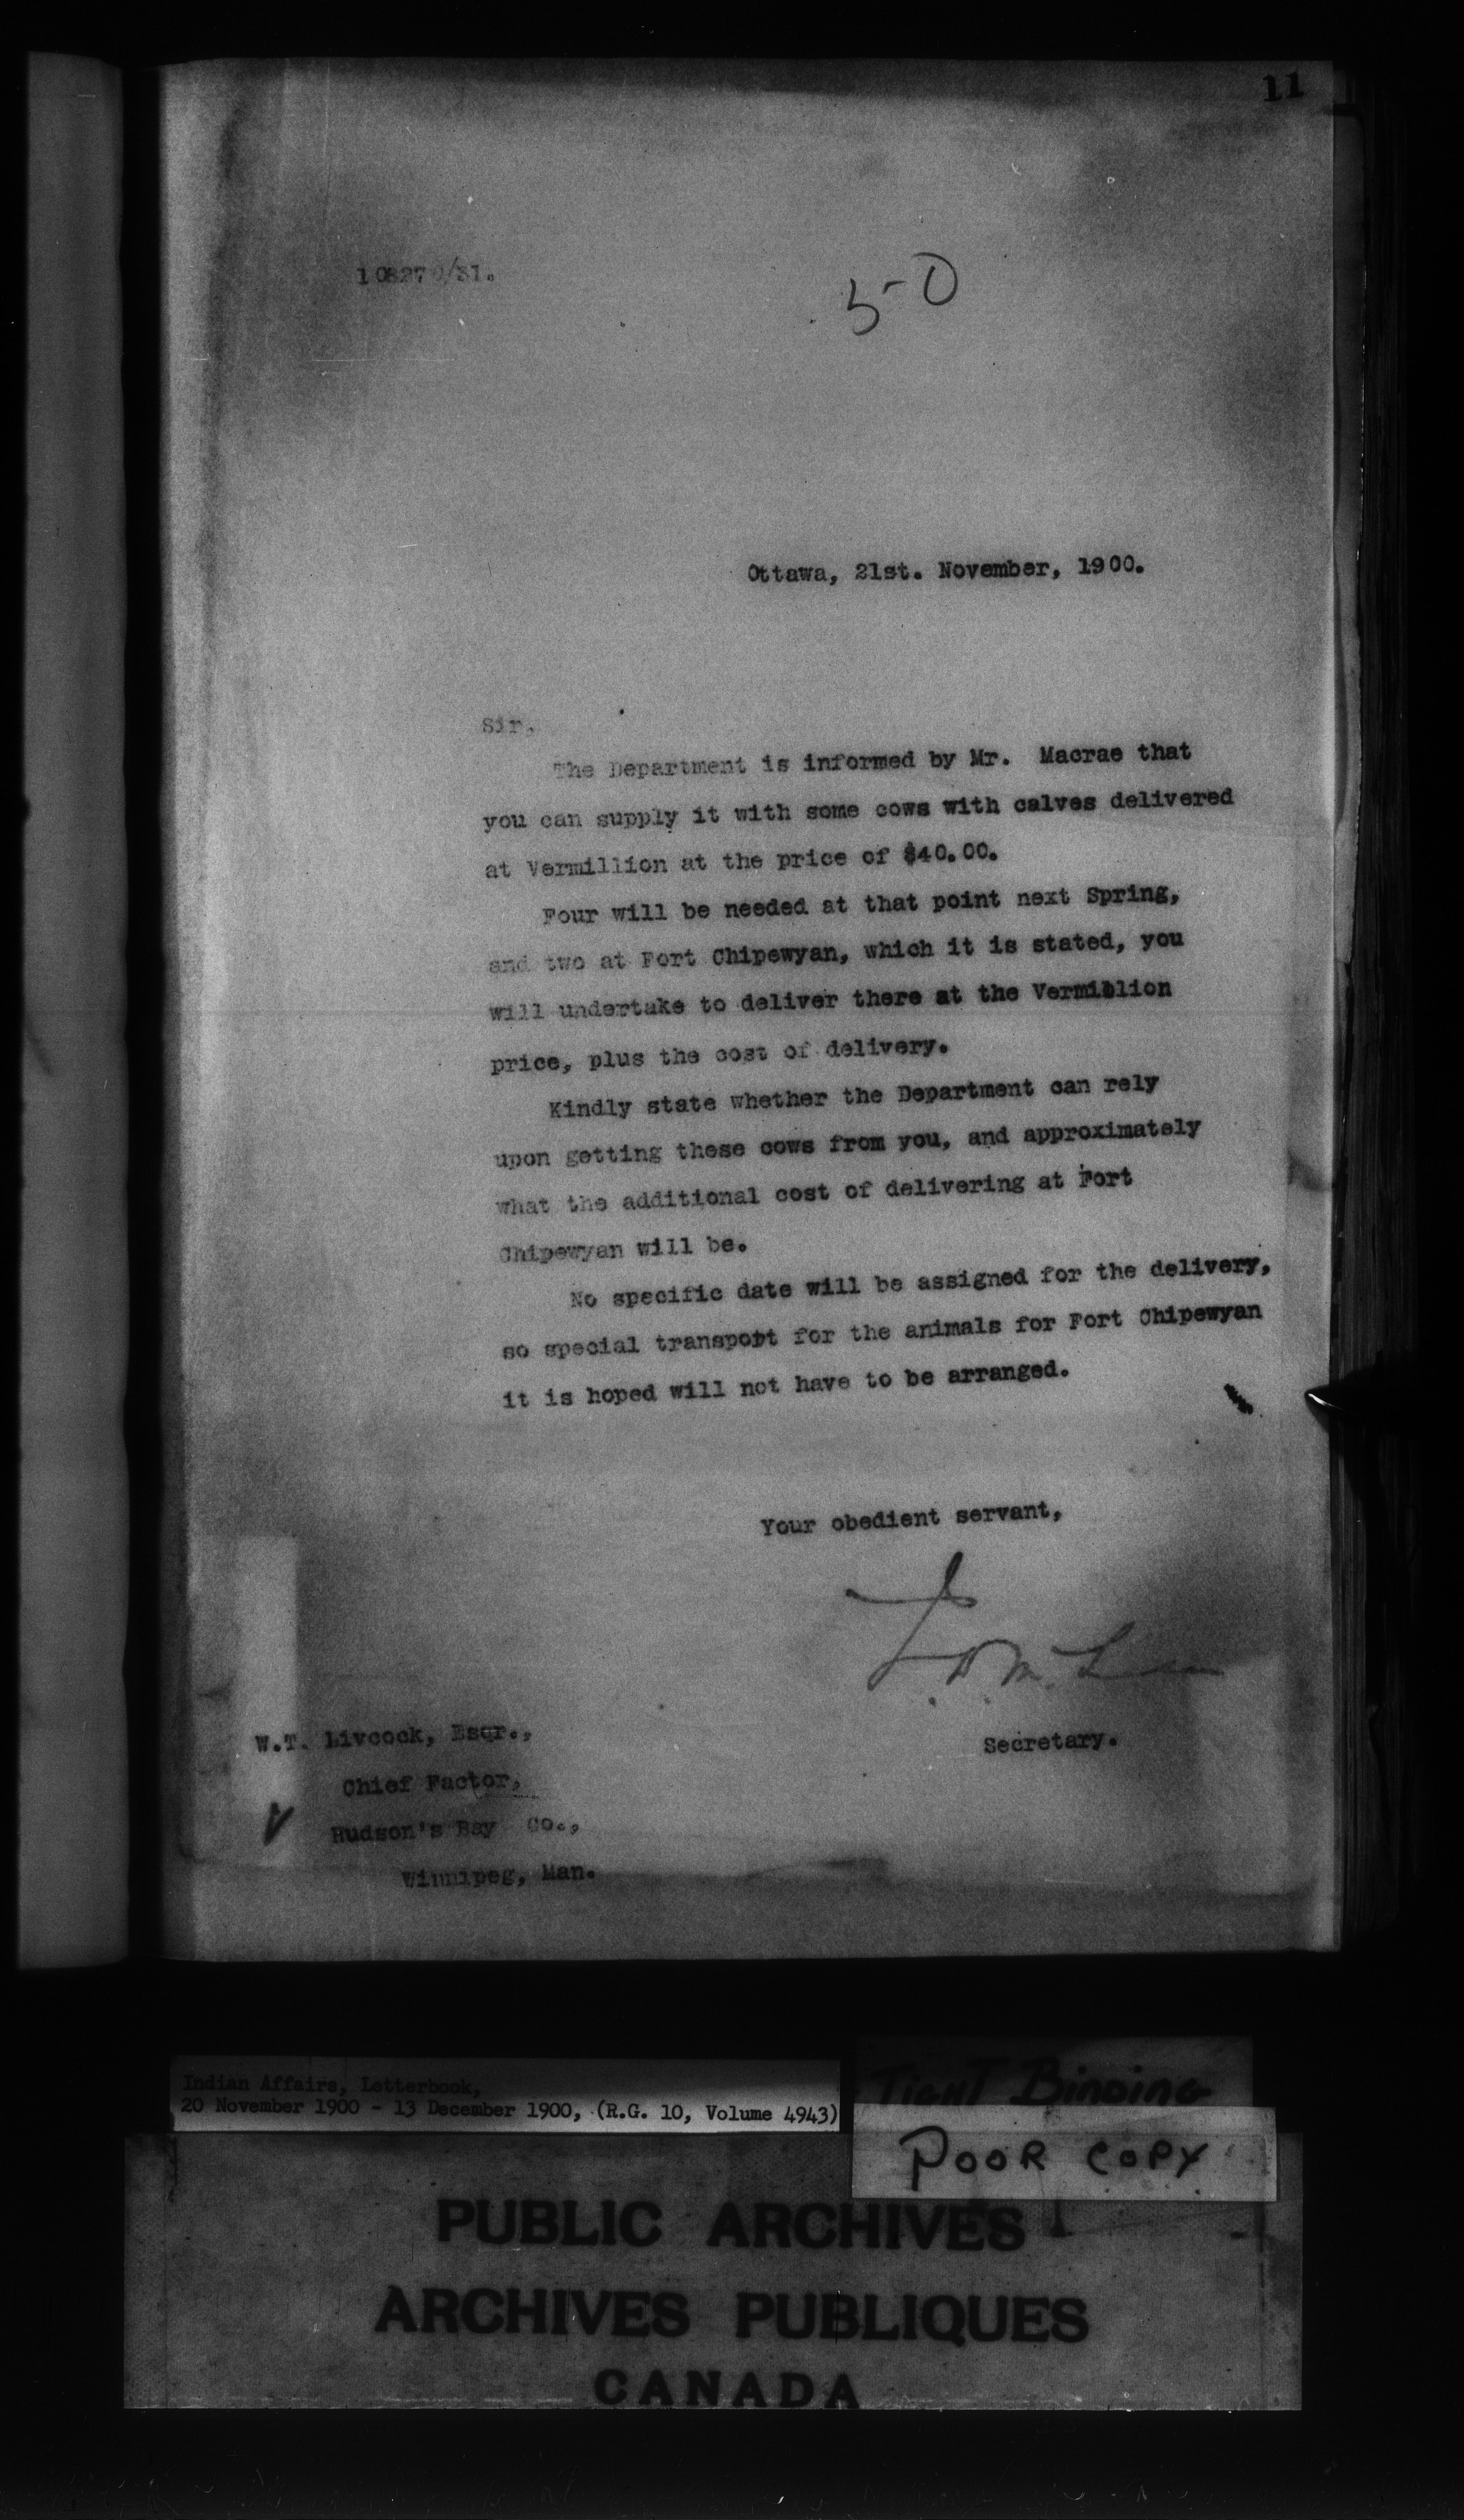 11
50
Ottawa, 21st. November, 1900.
Sir,
The Department is informed by Mr. Macrae that
you can supply it with some cows with calves delivered
at Vermillion at the price of $40.00.
Four will be needed at that point next Spring,
and two at Fort Chipewyan, which it is stated, you
will undertake to deliver there at the Vermillion
price, plus the cost of delivery.
Kindly state whether the Department can rely
upon getting these cows from you, and approximately
what the additional cost of delivering at Fort
Chipewyan will be.
No specific date will be assigned for the delivery,
so special transport for the animals for Fort Chipewyan
it is hoped will not have to be arranged.
Your obedient servant,
Secretary.
W.T. Livcock, Esqr.,
Chief Factor,
Hudson's Bay Co.,
Winnipeg, Man.
Indian Affairs, Letterbook,
20 November 1900 - 13 December 1900, (R.G. 10, Volume 4943)
TIGHT BINDING
POOR COPY
PUBLIC ARCHIVES
ARCHIVES PUBLIQUES
CANADA